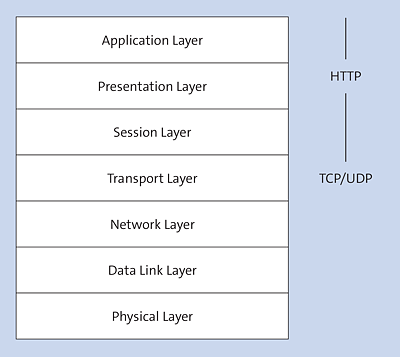 Application Layer
Presentation Layer
Session Layer
Transport Layer
Network Layer
Data Link Layer
Physical Layer
HTTP
TCP/UDP